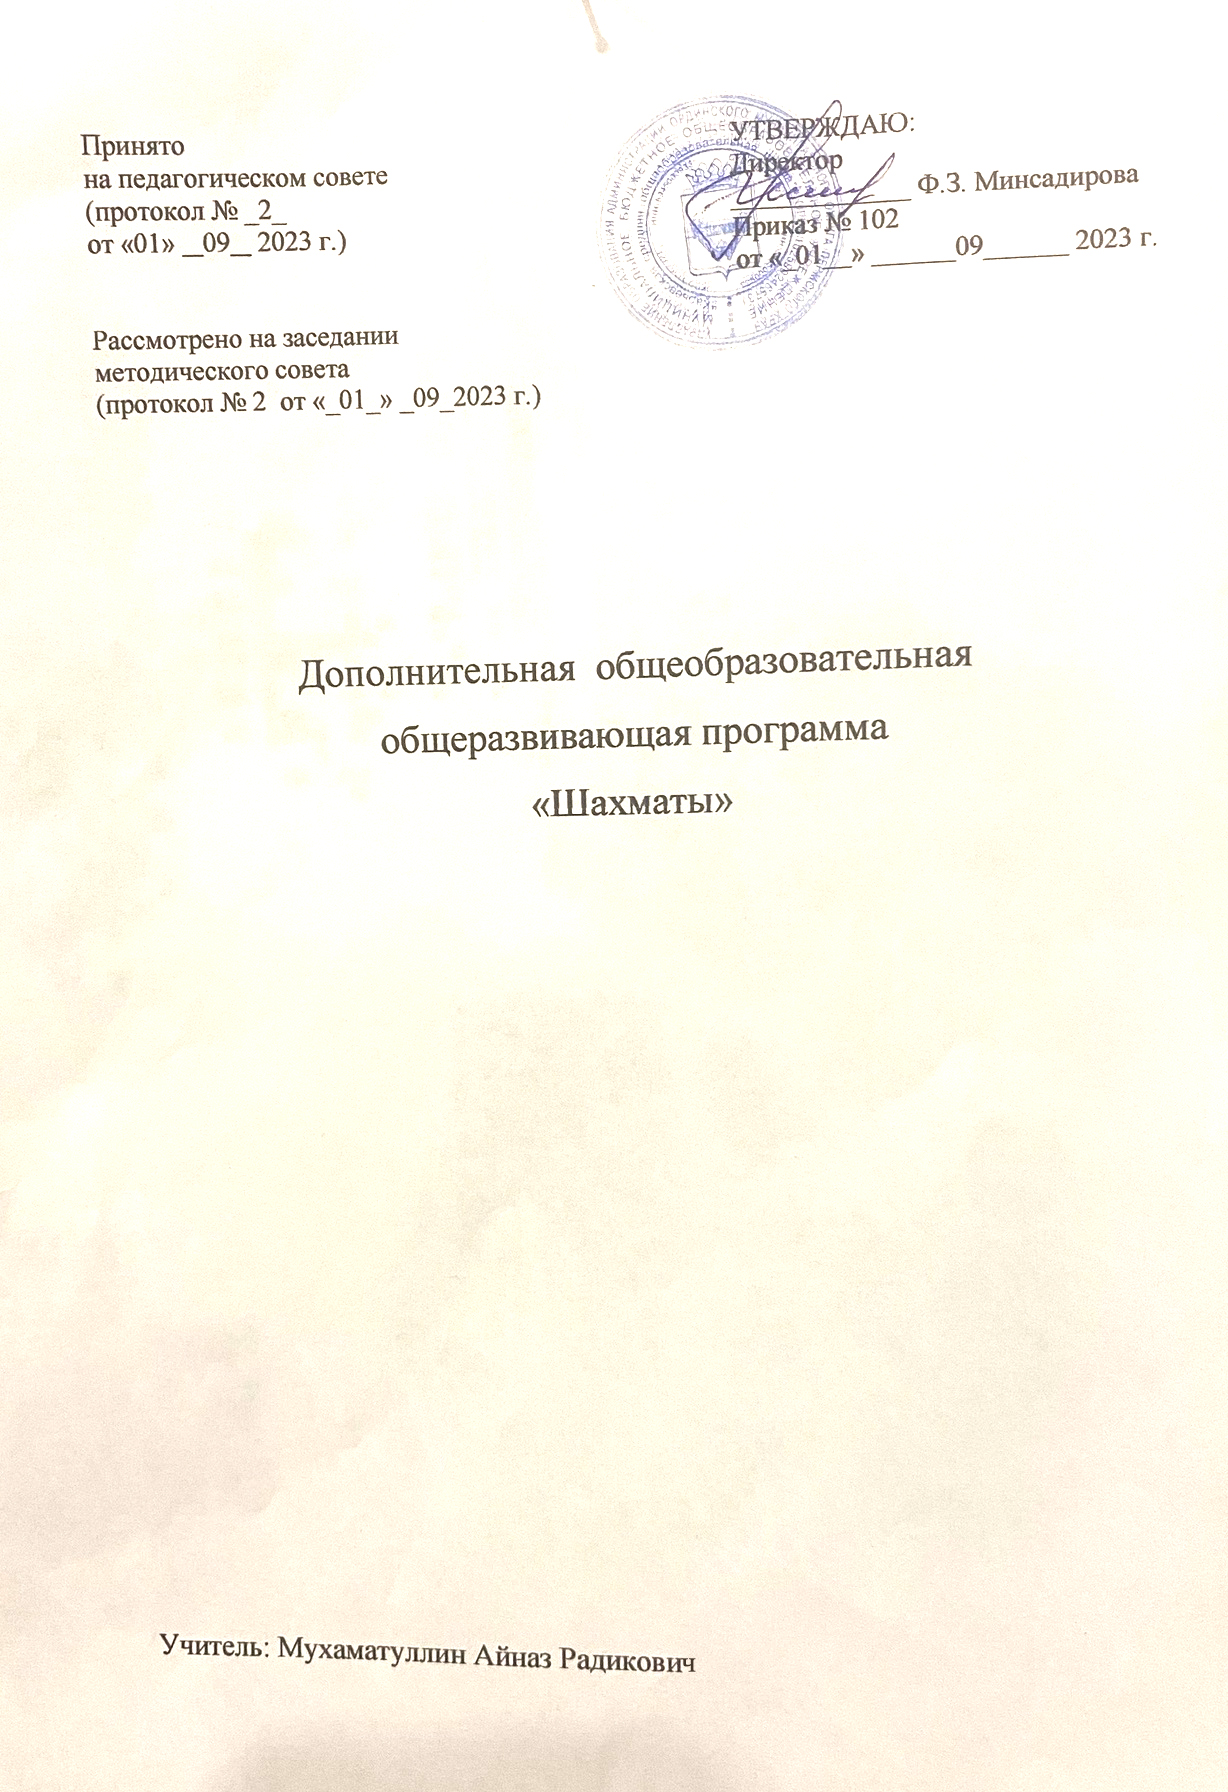 Принято
на педагогическом совете
(протокол № _2_
от «01» __09__ 2023 г.)
УТВЕРЖДАЮ:
Директор
______________ Ф.З. Минсадирова
Приказ № 102
от «_01__» ______09______ 2023 г.
Рассмотрено на заседании
методического совета
(протокол № 2 от «_01_» _09_2023 г.)
Дополнительная общеобразовательная
общеразвивающая программа
«Шахматы»
Учитель: Мухаматуллин Айназ Радикович